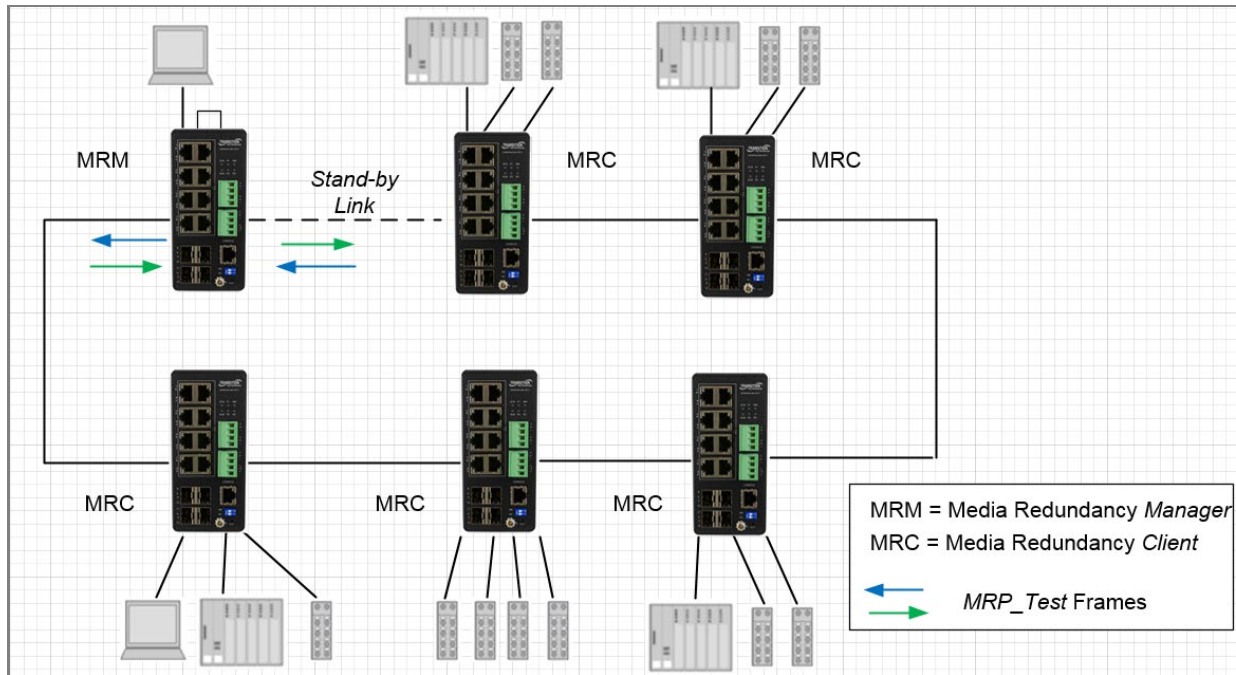 MRM
Stand-by
Link
MRC
MRC
MRC
MRC
MRC
MRM = Media Redundancy Manager
MRC = Media Redundancy Client
MRP_Test Frames